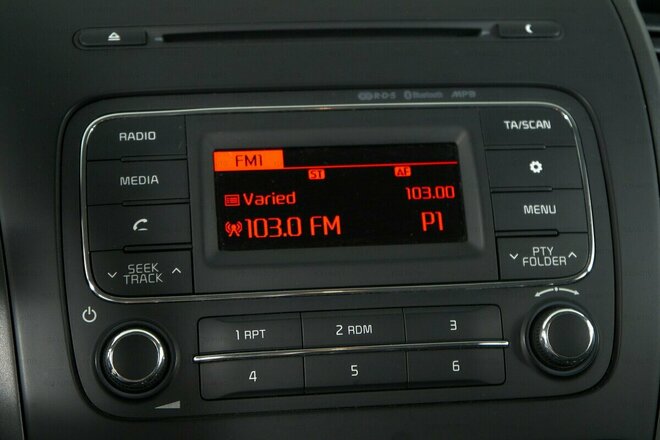 R·D·S Bluetooth MP3
RADIO
MEDIA
SEEK
TRACK
FM1
ST AF
Varied 103.00
103.0 FM P1
TA/SCAN
MENU
PTY
FOLDER
1 RPT 2 RDM 3
4 5 6